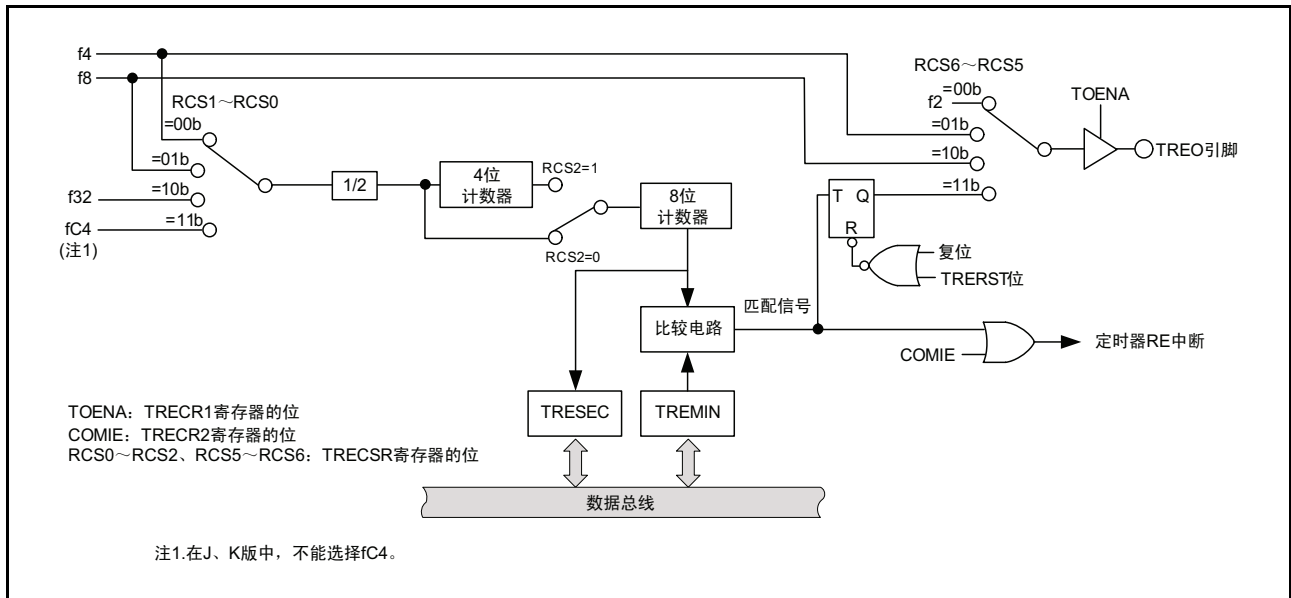 f4
f8
RCS1～RCS0
=00b
=01b
f32
=10b
fC4
=11b
(注1)
1/2
4位
计数器
RCS2=1
RCS2=0
8位
计数器
RCS6～RCS5
=00b
f2
=01b
=10b
=11b
TOENA
TREO引脚
T Q
R
复位
TRERST位
匹配信号
比较电路
COMIE
定时器RE中断
TRESEC
TREMIN
TOENA：TRECR1寄存器的位
COMIE：TRECR2寄存器的位
RCS0～RCS2、RCS5～RCS6：TRECSR寄存器的位
数据总线
注1.在J、K版中，不能选择fC4。